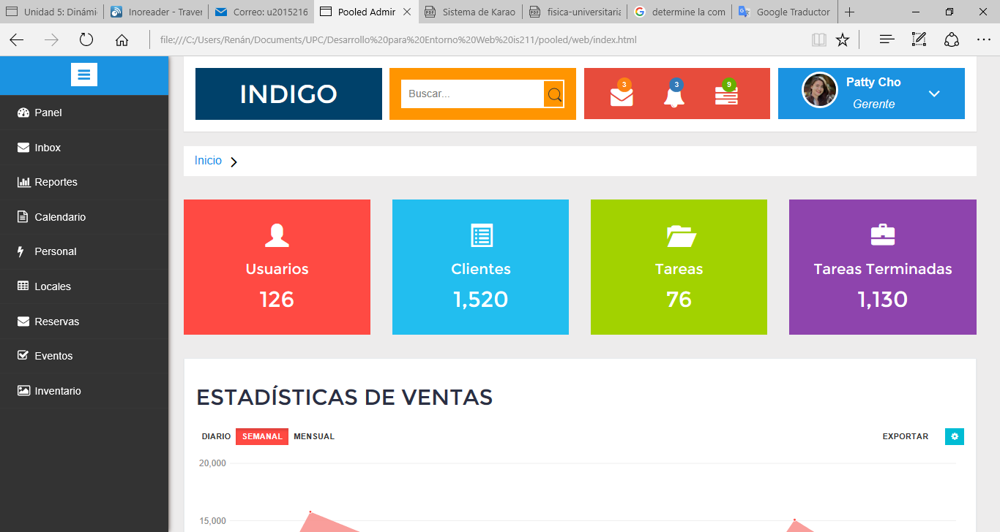 Unidad 5: Dinámi
Inoreader - Traver
Correo: u2015216
Pooled Admin
Sistema de Karao
fisica-universitaria
determine la com
Google Traductor
file:///C:/Users/Renán/Documents/UPC/Desarrollo%20para%20Entorno%20Web%20is211/pooled/web/index.html
INDIGO
Buscar...
3
3
9
Patty Cho
Gerente
Panel
Inbox
Reportes
Calendario
Personal
Locales
Reservas
Eventos
Inventario
Inicio
Usuarios
126
Clientes
1,520
Tareas
76
Tareas Terminadas
1,130
ESTADÍSTICAS DE VENTAS
DIARIO SEMANAL MENSUAL
EXPORTAR
20,000
15,000